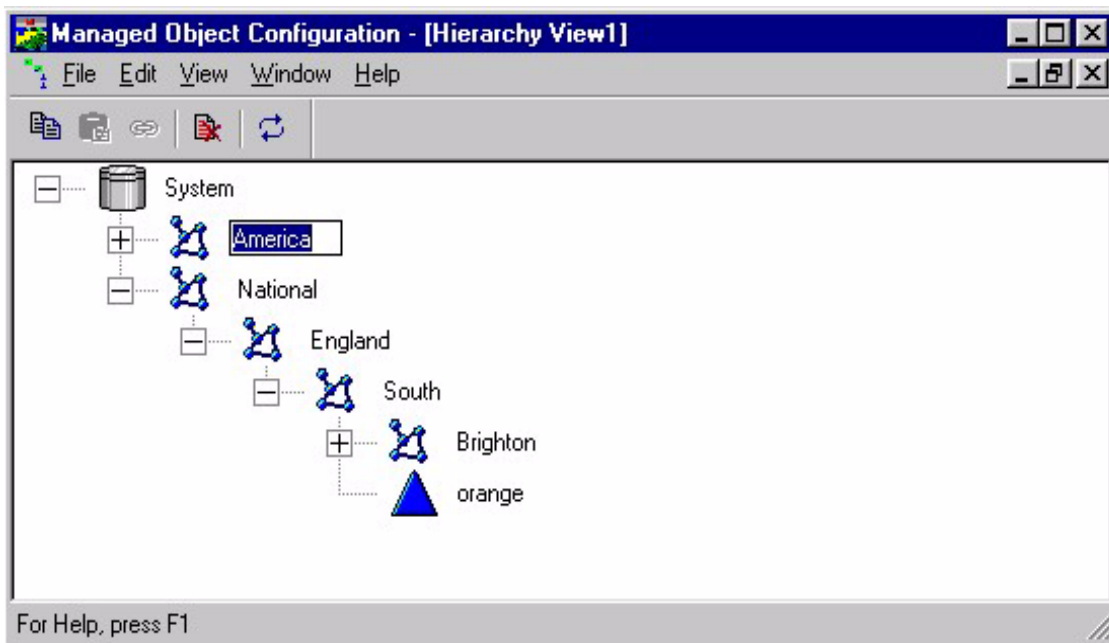 Managed Object Configuration - [Hierarchy View1]
File Edit View Window Help
System
America
National
England
South
Brighton
orange
For Help, press F1